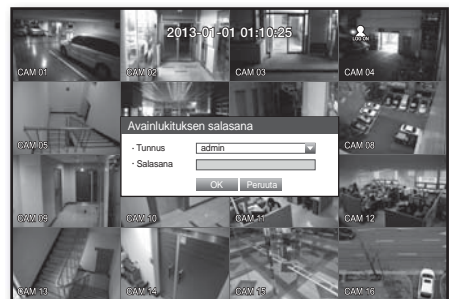 2013-01-01 01:10:25
LOG ON
CAM 01
CAM 02
CAM 03
CAM 04
Avainlukituksen salasana
CAM 05
- Tunnus admin
- Salasana
CAM 08
OK Peruuta
CAM 09
CAM 10
CAM 11
CAM 12
CAM 13
CAM 14
CAM 15
CAM 16